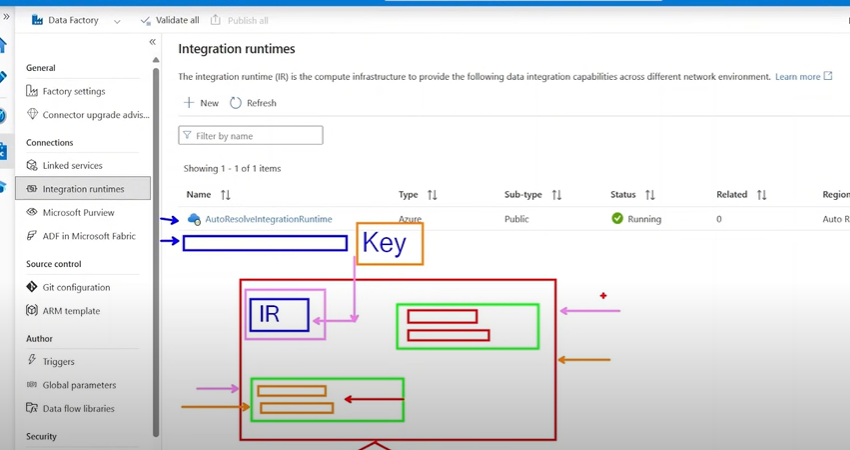 Data Factory
Validate all
Publish all
General
Factory settings
Connector upgrade advis...
Connections
Linked services
Integration runtimes
Microsoft Purview
ADF in Microsoft Fabric
Source control
Git configuration
ARM template
Author
Triggers
Global parameters
Data flow libraries
Security
Integration runtimes
The integration runtime (IR) is the compute infrastructure to provide the following data integration capabilities across different network environment. Learn more
New Refresh
Filter by name
Showing 1 - 1 of 1 items
Name Type Sub-type Status Related Region
AutoResolveIntegrationRuntime Azure Public Running 0 Auto R
Key
IR